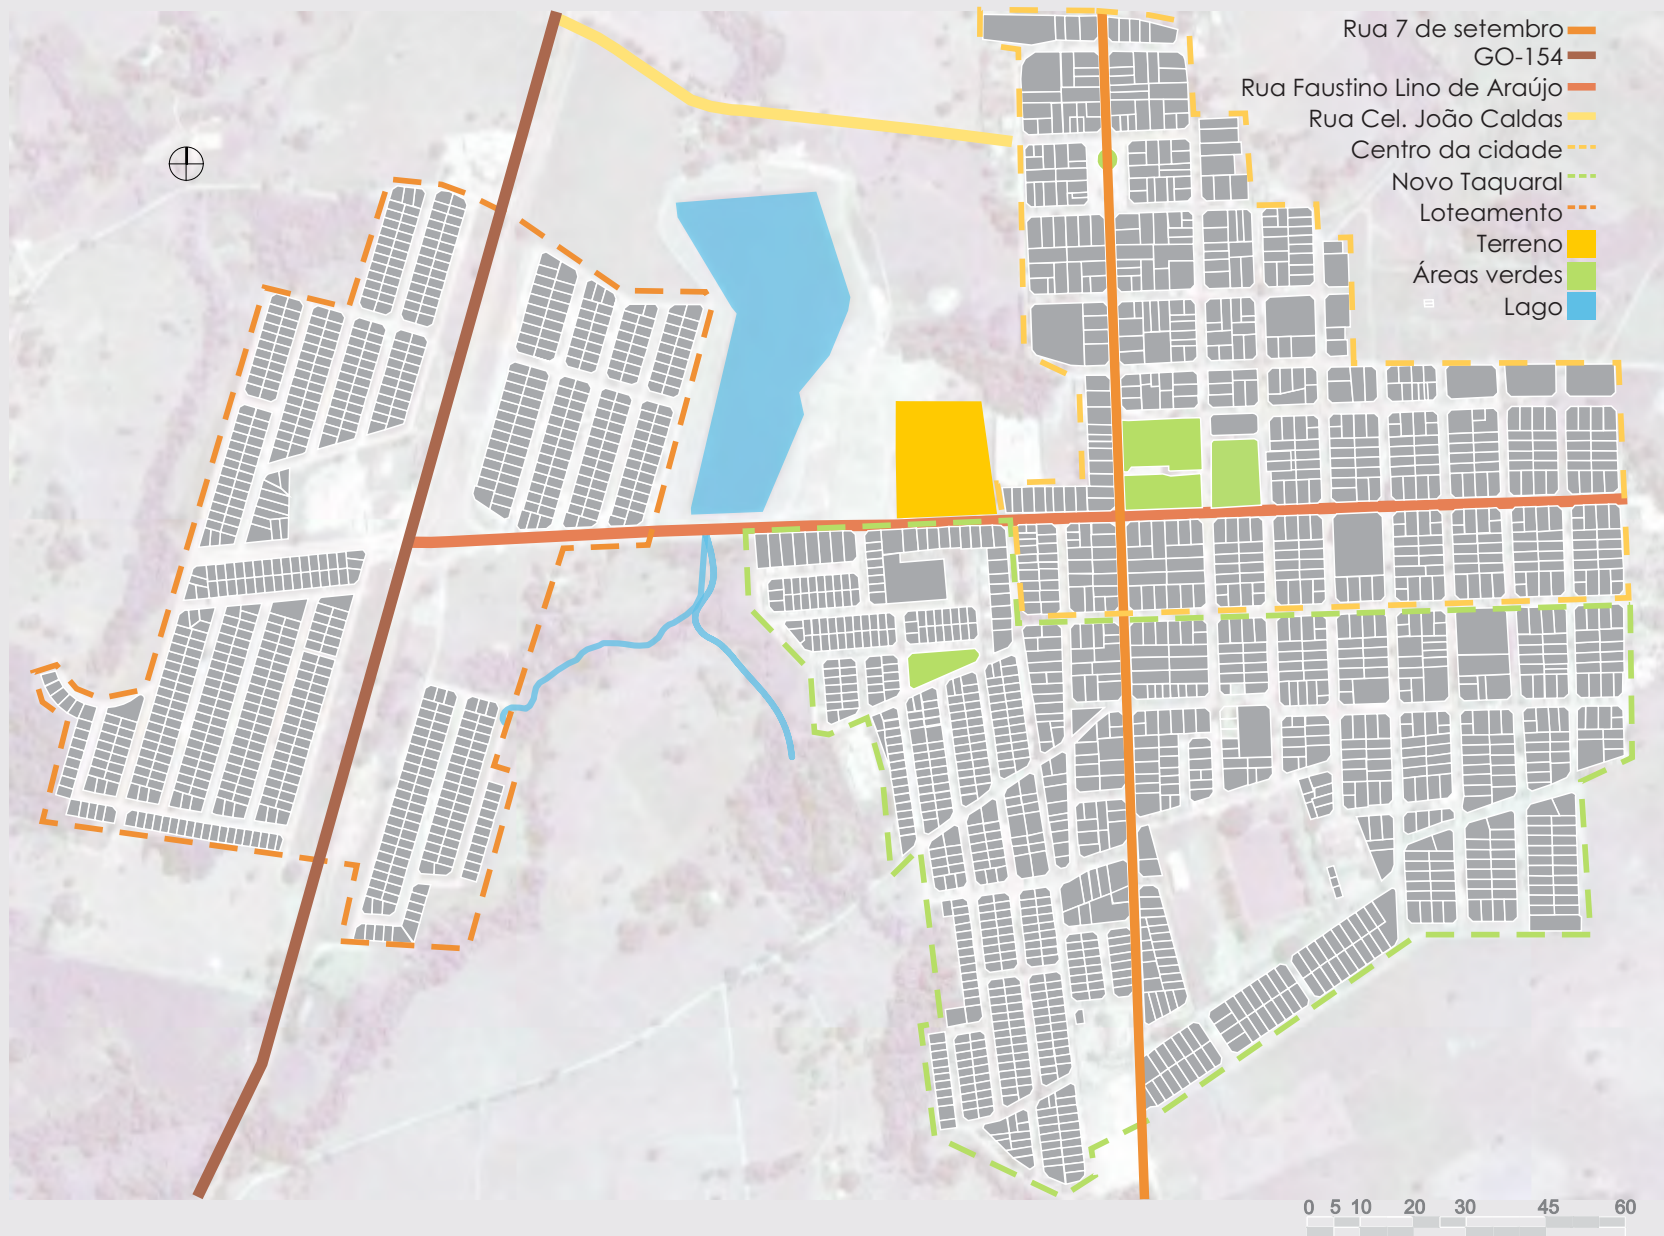 Rua 7 de setembro
GO-154
Rua Faustino Lino de Araújo
Rua Cel. João Caldas
Centro da cidade
Novo Taquaral
Loteamento
Terreno
Áreas verdes
Lago
0 5 10 20 30 45 60